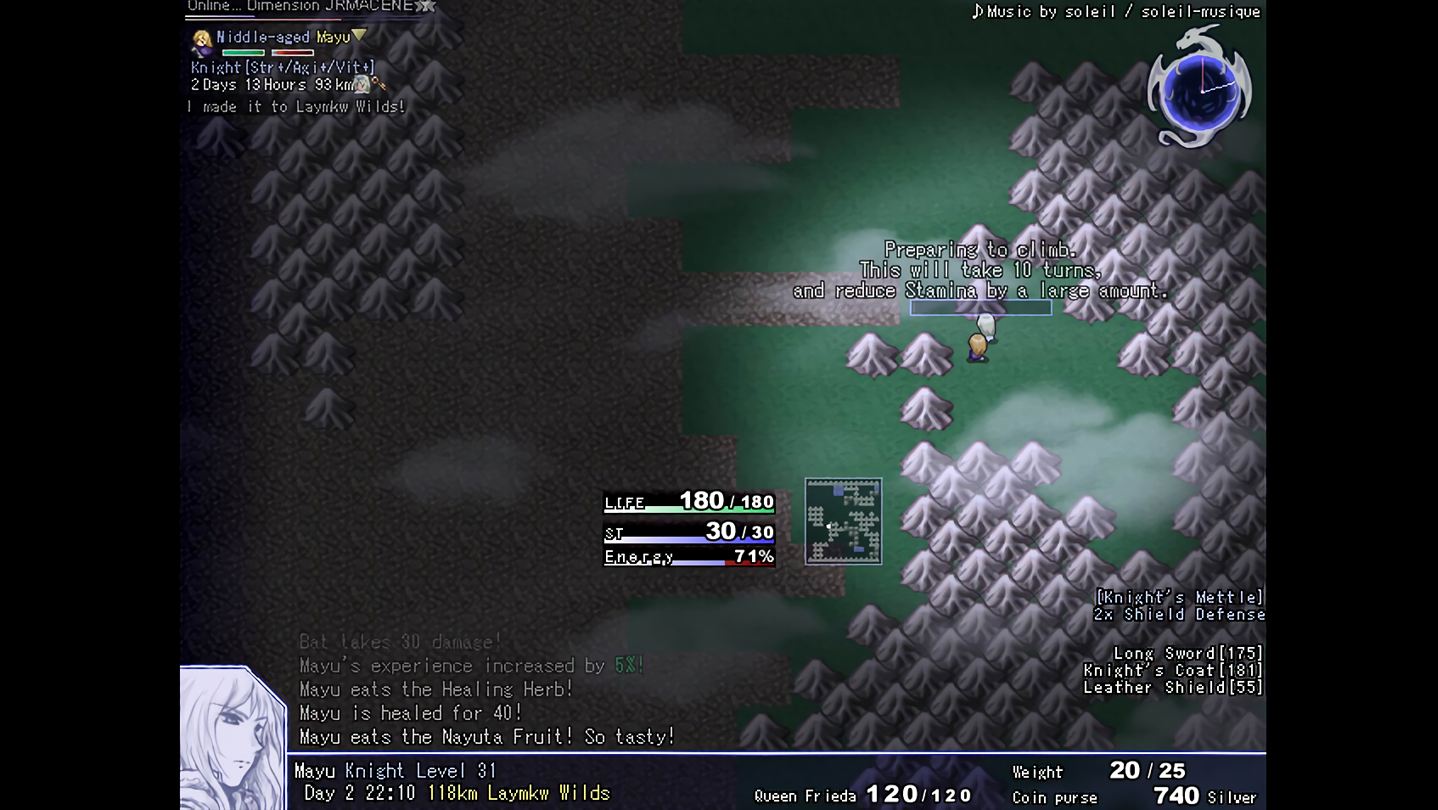 Online... Dimension JRMACENE
♪Music by soleil / soleil-musique
Middle-aged Mayu
Knight[Str+/Agi+/Vit+]
2 Days 13 Hours 93 km
I made it to Laymkw Wilds!
Preparing to climb.
This will take 10 turns,
and reduce Stamina by a large amount.
LIFE 180 / 180
ST 30 / 30
Energy 71%
[Knight's Mettle]
2x Shield Defense
Long Sword[175]
Knight's Coat[181]
Leather Shield[55]
Bat takes 30 damage!
Mayu's experience increased by 5%!
Mayu eats the Healing Herb!
Mayu is healed for 40!
Mayu eats the Nayuta Fruit! So tasty!
Mayu Knight Level 31
Day 2 22:10 118km Laymkw Wilds
Queen Frieda 120/120
Weight 20 / 25
Coin purse 740 Silver